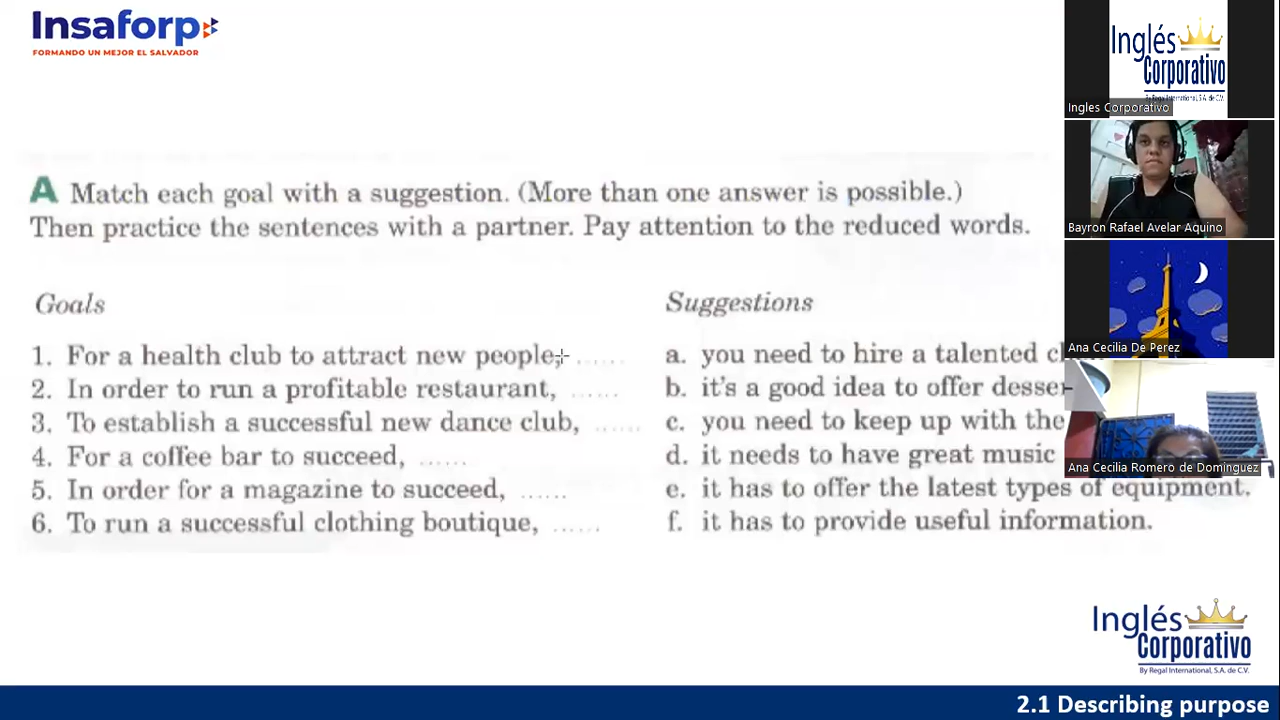 Insaforp
FORMANDO UN MEJOR EL SALVADOR
A Match each goal with a suggestion. (More than one answer is possible.)
Then practice the sentences with a partner. Pay attention to the reduced words.
Goals
1. For a health club to attract new people, ......
2. In order to run a profitable restaurant, ......
3. To establish a successful new dance club, ......
4. For a coffee bar to succeed, ......
5. In order for a magazine to succeed, ......
6. To run a successful clothing boutique, ......
Suggestions
a. you need to hire a talented
b. it's a good idea to offer
c. you need to keep up with the
d. it needs to have great music
e. it has to offer the latest types of equipment.
f. it has to provide useful information.
Inglés
Corporativo
By Regal International, S.A. de C.V.
Ingles Corporativo
Bayron Rafael Avelar Aquino
Ana Cecilia De Perez
Ana Cecilia Romero de Dominguez
Inglés
Corporativo
By Regal International, S.A. de C.V.
2.1 Describing purpose